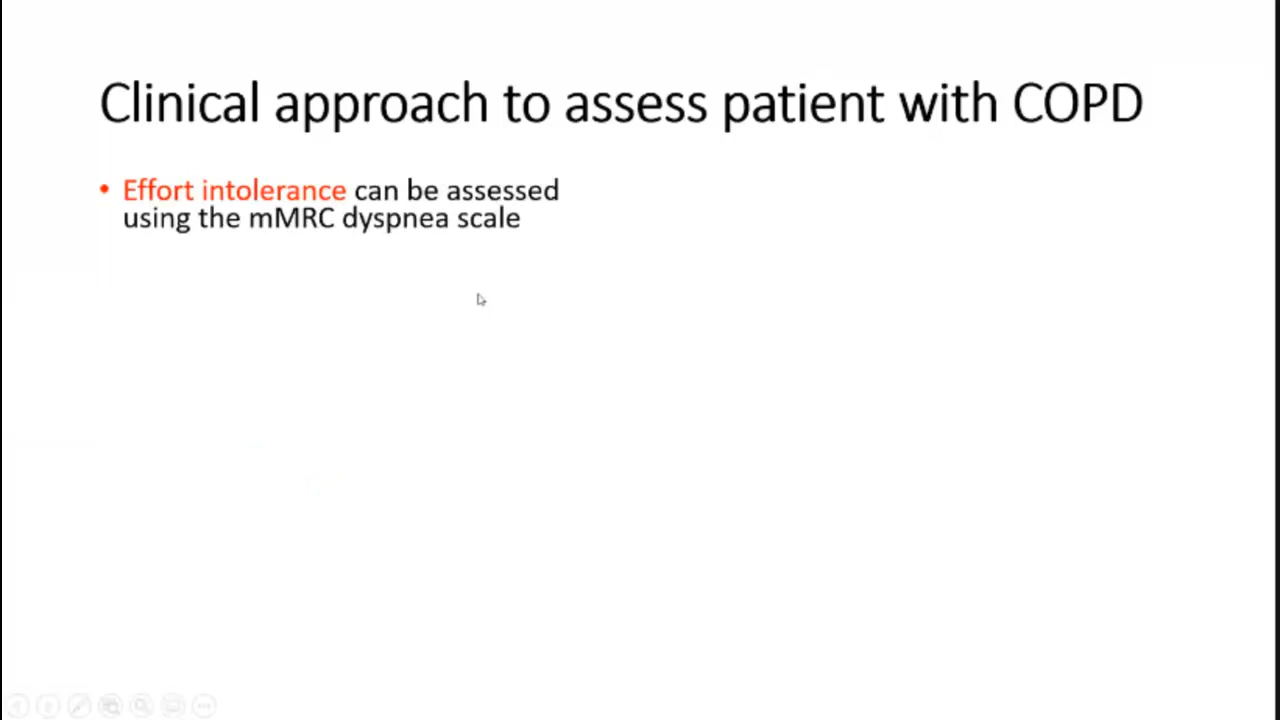 Clinical approach to assess patient with COPD
• Effort intolerance can be assessed
using the mMRC dyspnea scale